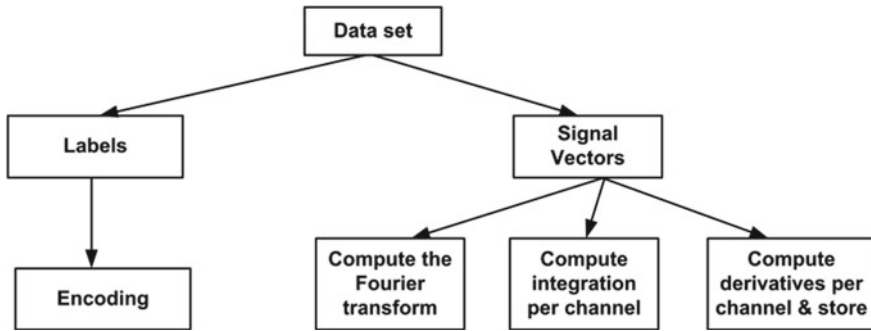 Data set
Labels
Signal
Vectors
Encoding
Compute the
Fourier
transform
Compute
integration
per channel
Compute
derivatives per
channel & store